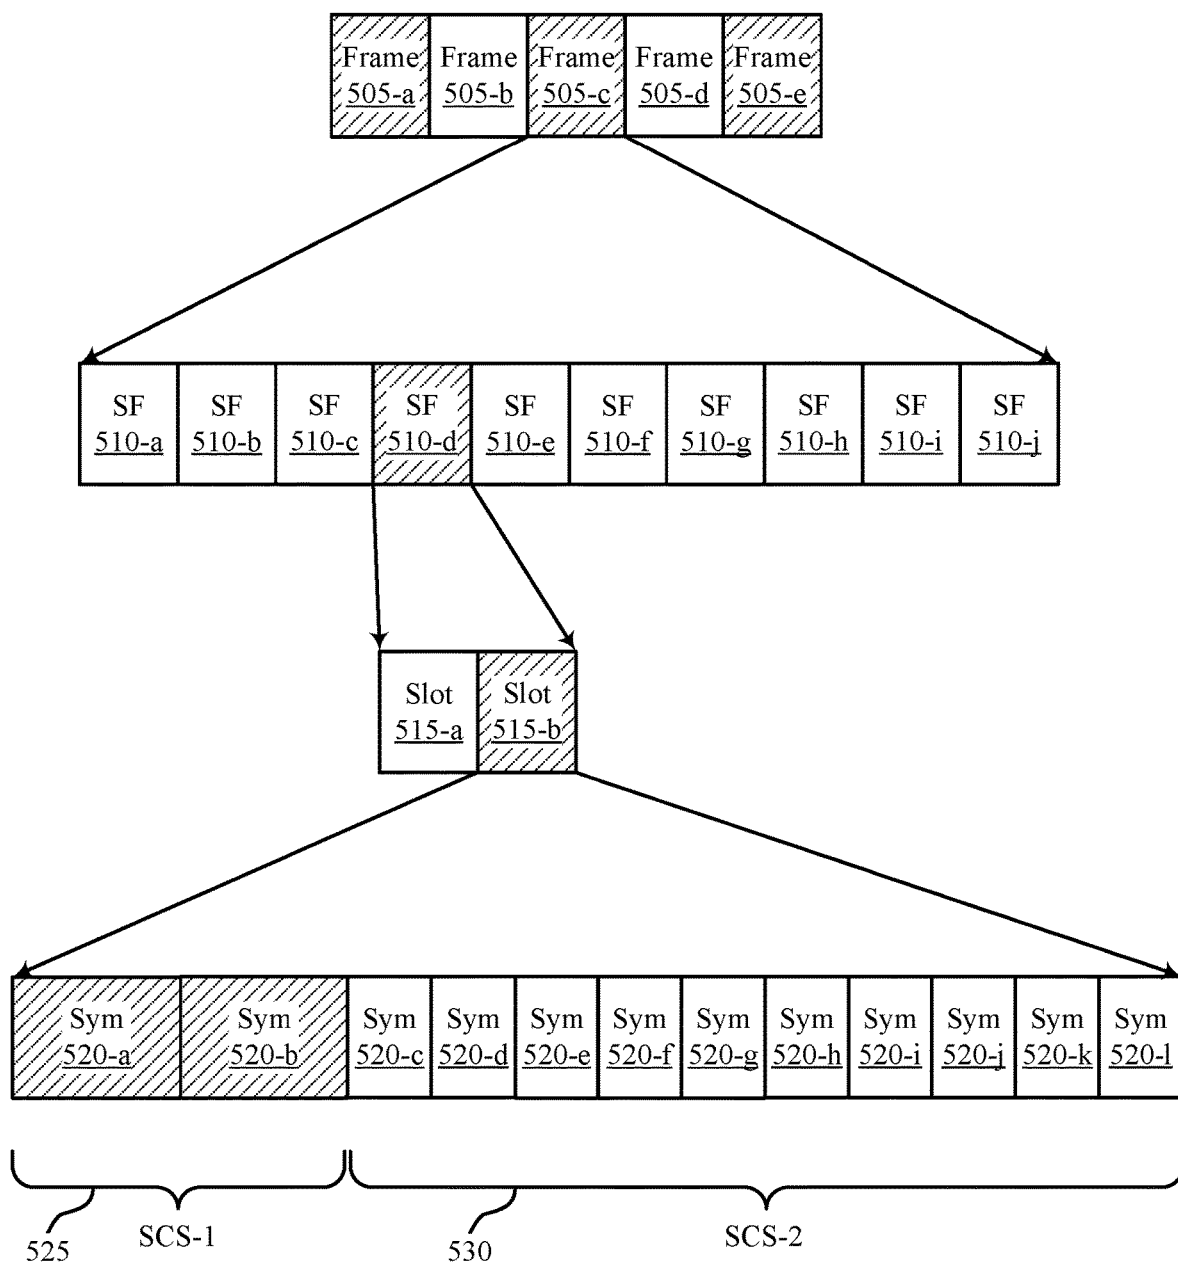 Frame Frame Frame Frame Frame
505-a 505-b 505-c 505-d 505-e
SF SF SF SF SF SF SF SF SF SF
510-a 510-b 510-c 510-d 510-e 510-f 510-g 510-h 510-i 510-j
Slot Slot
515-a 515-b
Sym Sym Sym Sym Sym Sym Sym Sym Sym Sym Sym Sym
520-a 520-b 520-c 520-d 520-e 520-f 520-g 520-h 520-i 520-j 520-k 520-l
SCS-1 SCS-2
525 530